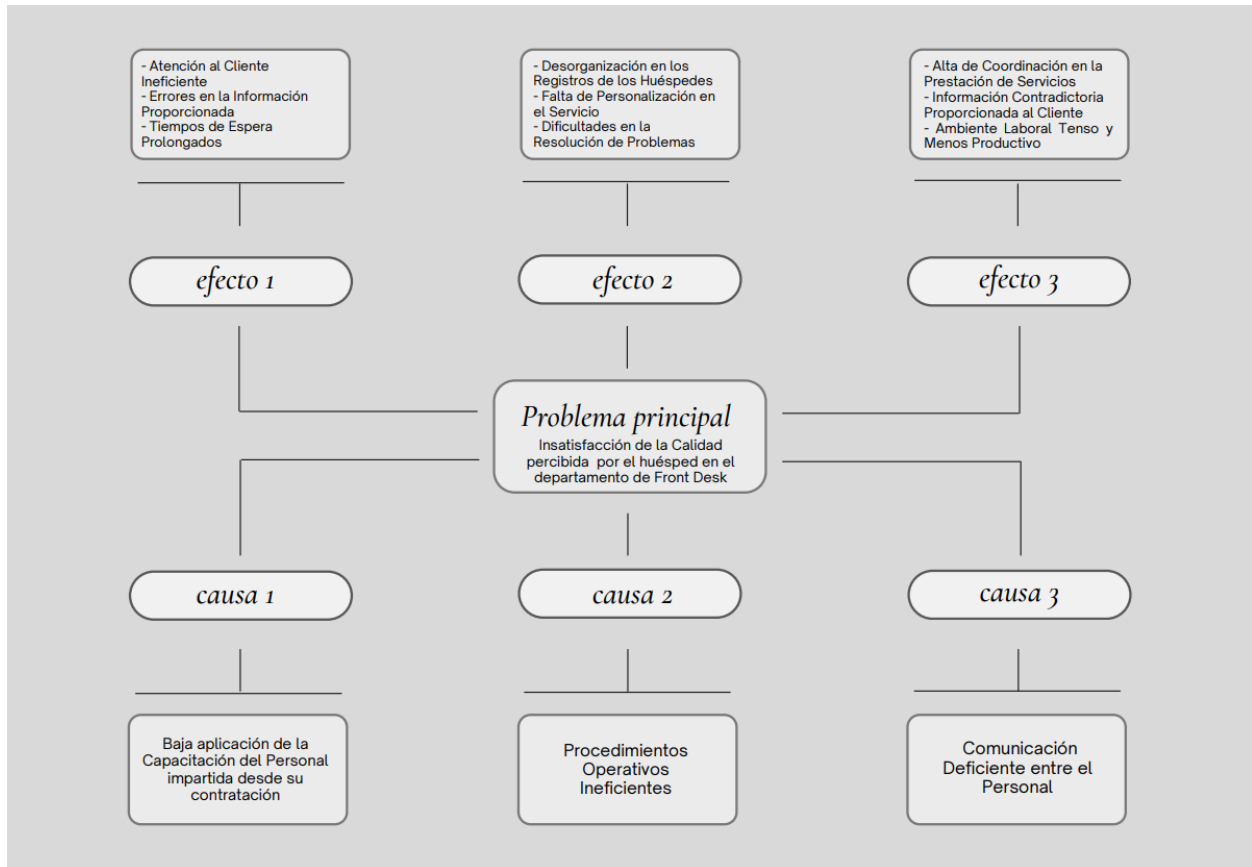 - Atención al Cliente
Ineficiente
- Errores en la Información
Proporcionada
- Tiempos de Espera
Prolongados
- Desorganización en los
Registros de los Huéspedes
- Falta de Personalización en
el Servicio
- Dificultades en la
Resolución de Problemas
- Alta de Coordinación en la
Prestación de Servicios
- Información Contradictoria
Proporcionada al Cliente
- Ambiente Laboral Tenso y
Menos Productivo
efecto 1
efecto 2
efecto 3
Problema principal
Insatisfacción de la Calidad
percibida por el huésped en el
departamento de Front Desk
causa 1
causa 2
causa 3
Baja aplicación de la
Capacitación del Personal
impartida desde su
contratación
Procedimientos
Operativos
Ineficientes
Comunicación
Deficiente entre el
Personal